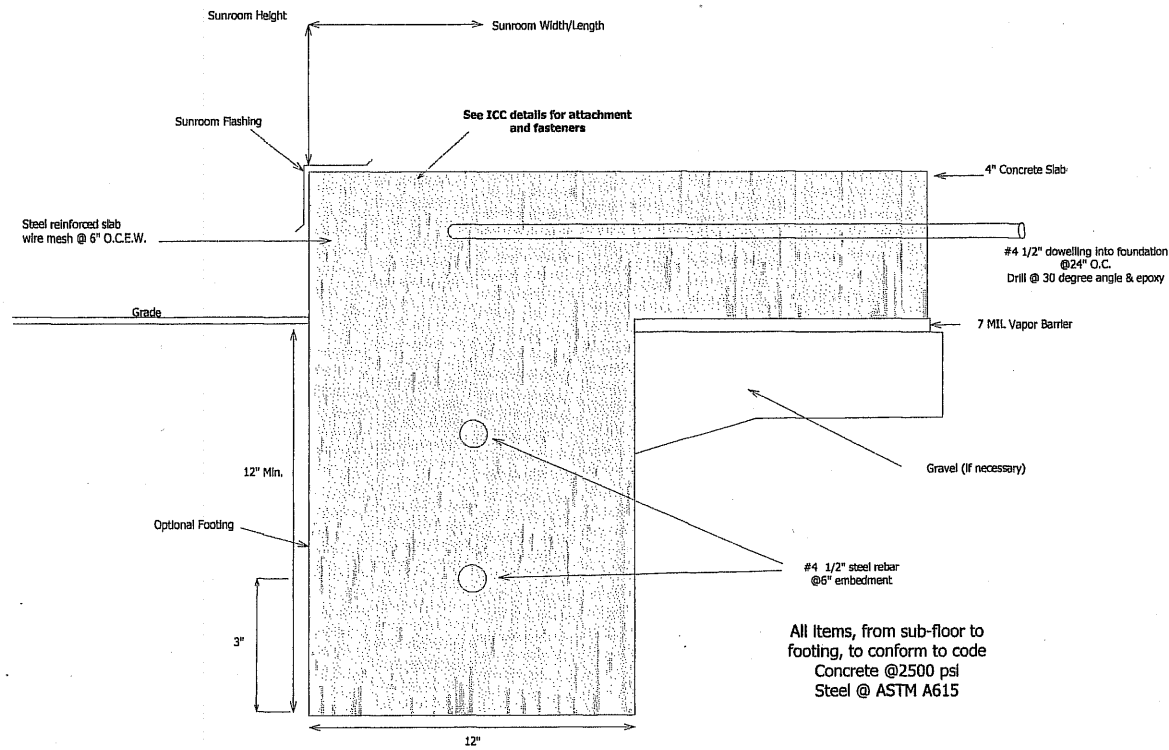 Sunroom Height
Sunroom Width/Length
See ICC details for attachment
and fasteners
Sunroom Flashing
4" Concrete Slab
Steel reinforced slab
wire mesh @ 6" O.C.E.W.
#4 1/2" dowelling into foundation
@24" O.C.
Drill @ 30 degree angle & epoxy
Grade
7 MIL Vapor Barrier
12" Min.
Gravel (if necessary)
Optional Footing
#4 1/2" steel rebar
@6" embedment
3"
All items, from sub-floor to
footing, to conform to code
Concrete @2500 psi
Steel @ ASTM A615
12"